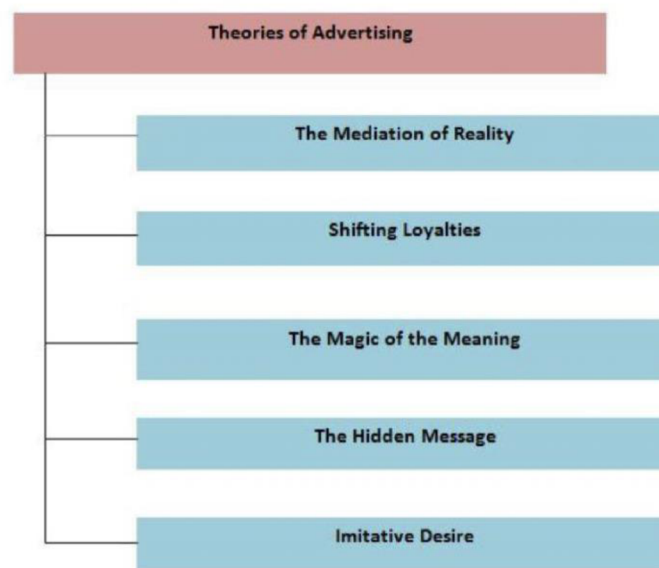 Theories of Advertising
The Mediation of Reality
Shifting Loyalties
The Magic of the Meaning
The Hidden Message
Imitative Desire